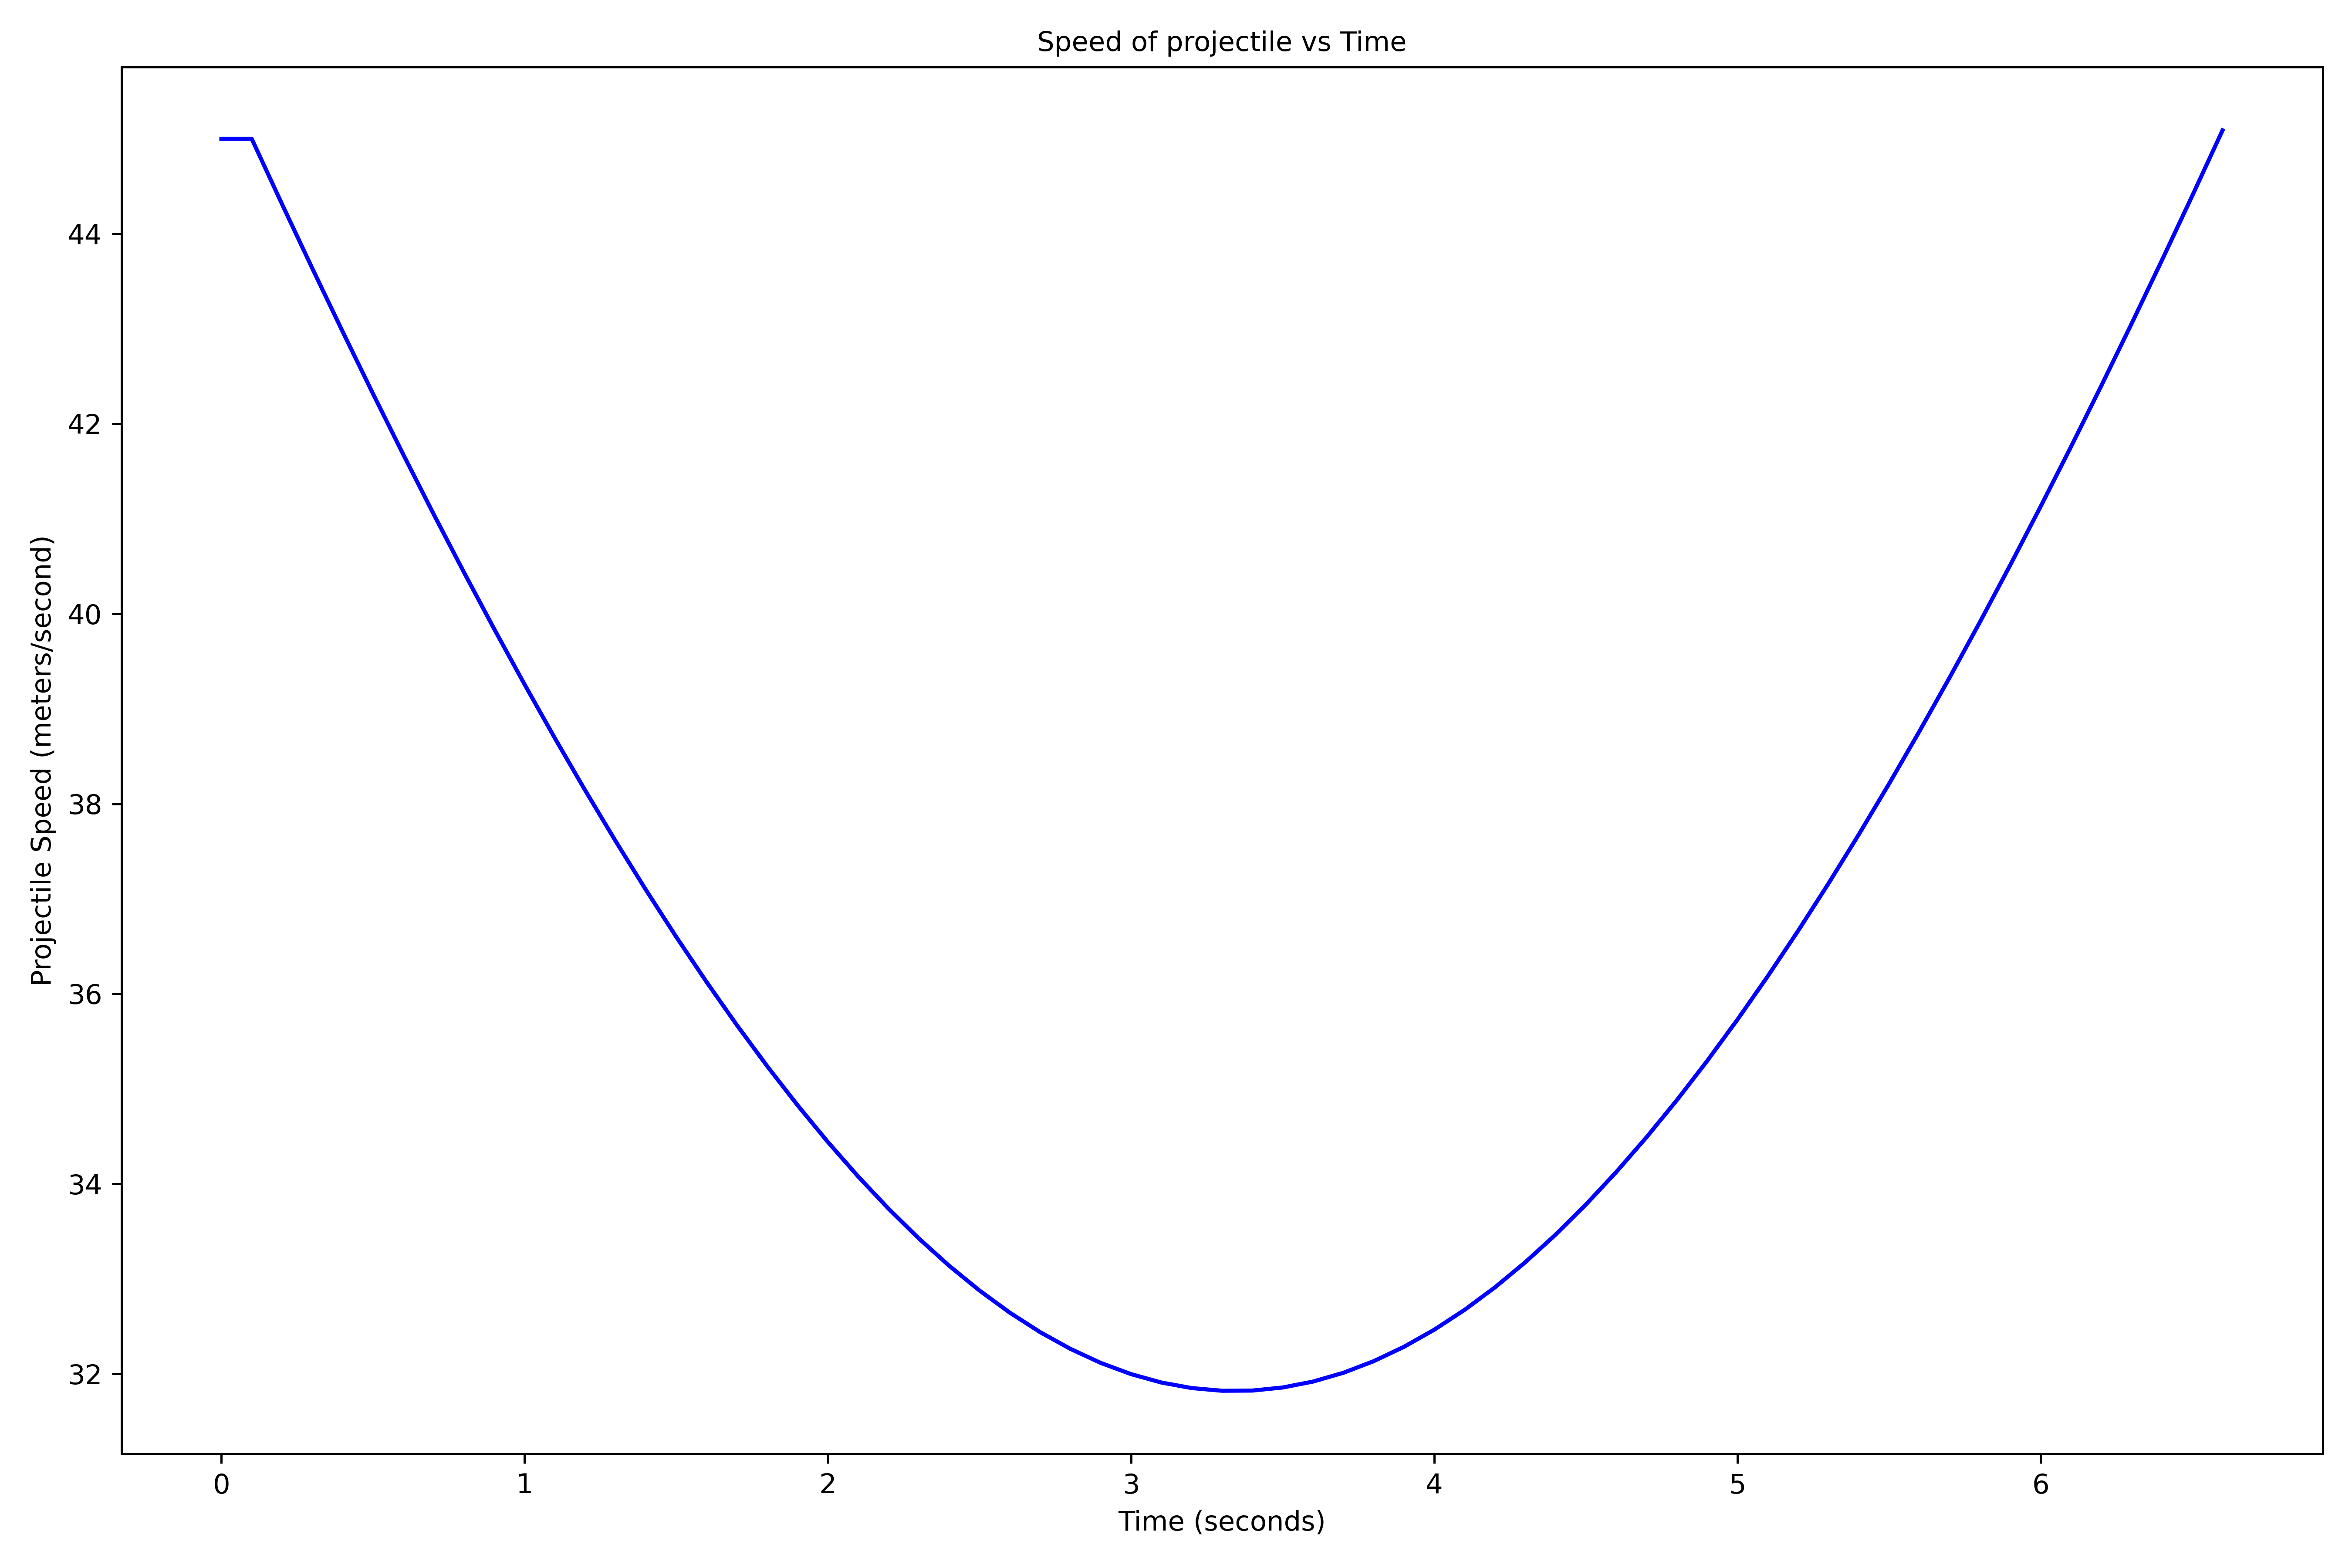 Speed of projectile vs Time
Projectile Speed (meters/second)
44
42
40
38
36
34
32
0 1 2 3 4 5 6
Time (seconds)